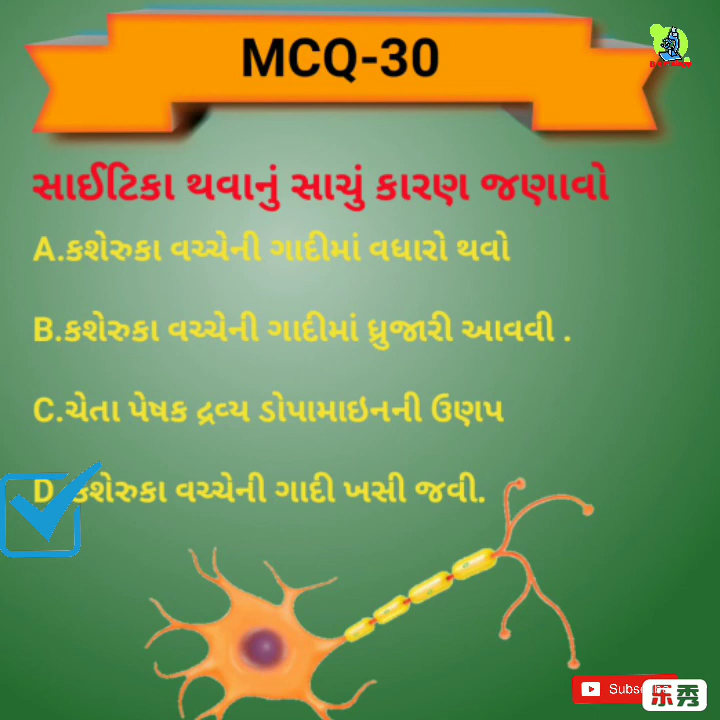 MCQ-30
સાઈટિકા થવાનું સાચું કારણ જણાવો
A.કશેરુકા વચ્ચેની ગાદીમાં વધારો થવો
B.કશેરુકા વચ્ચેની ગાદીમાં ધ્રુજારી આવવી .
C.ચેતા પેષક દ્રવ્ય ડોપામાઇનની ઉણપ
D.કશેરુકા વચ્ચેની ગાદી ખસી જવી.
乐秀